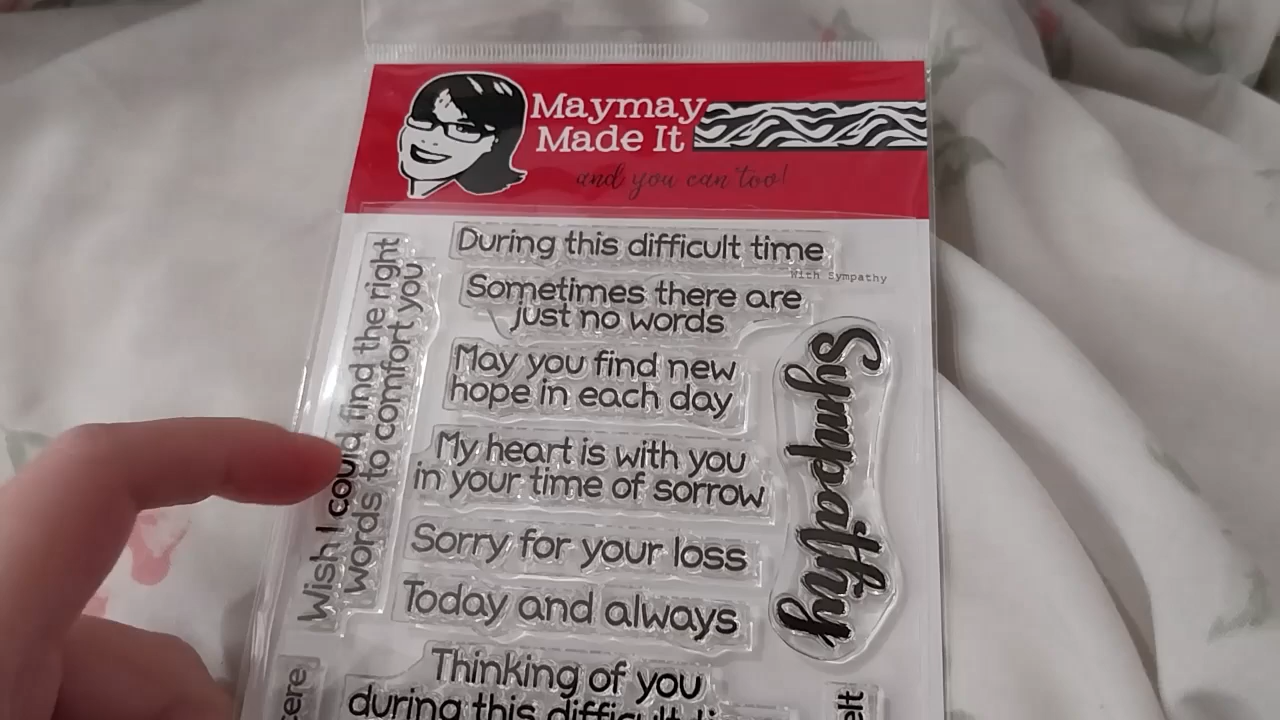 Maymay
Made It
and you can too!
During this difficult time
With Sympathy
Sometimes there are
just no words
May you find new
hope in each day
My heart is with you
in your time of sorrow
Sorry for your loss
Today and always
Thinking of you
during this difficult
Wish I could find the right
words to comfort you
Sympathy